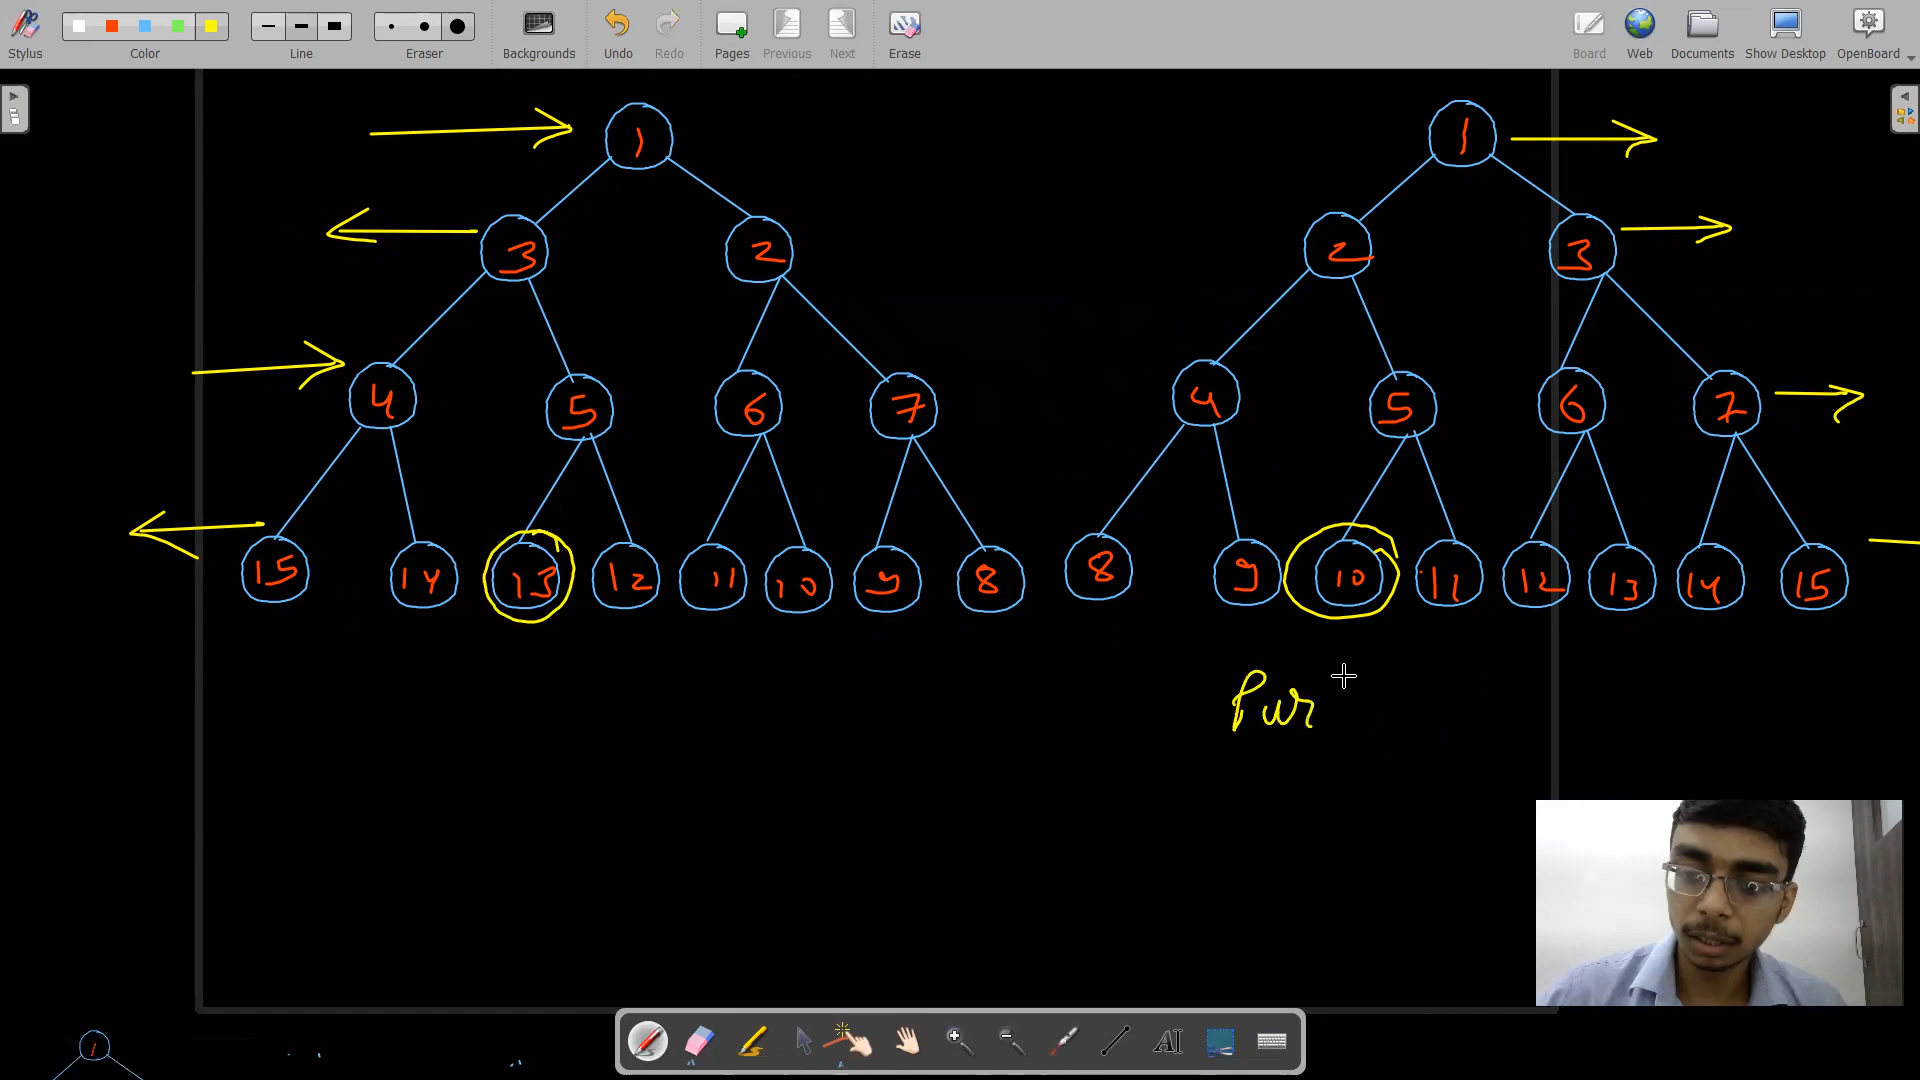 Stylus Color Line Eraser Backgrounds Undo Redo Pages Previous Next Erase Board Web Documents Show Desktop OpenBoard
1 1
3 2 2 3
4 5 6 7 4 5 6 7
15 14 13 12 11 10 9 8 8 9 10 11 12 13 14 15
Pur
1